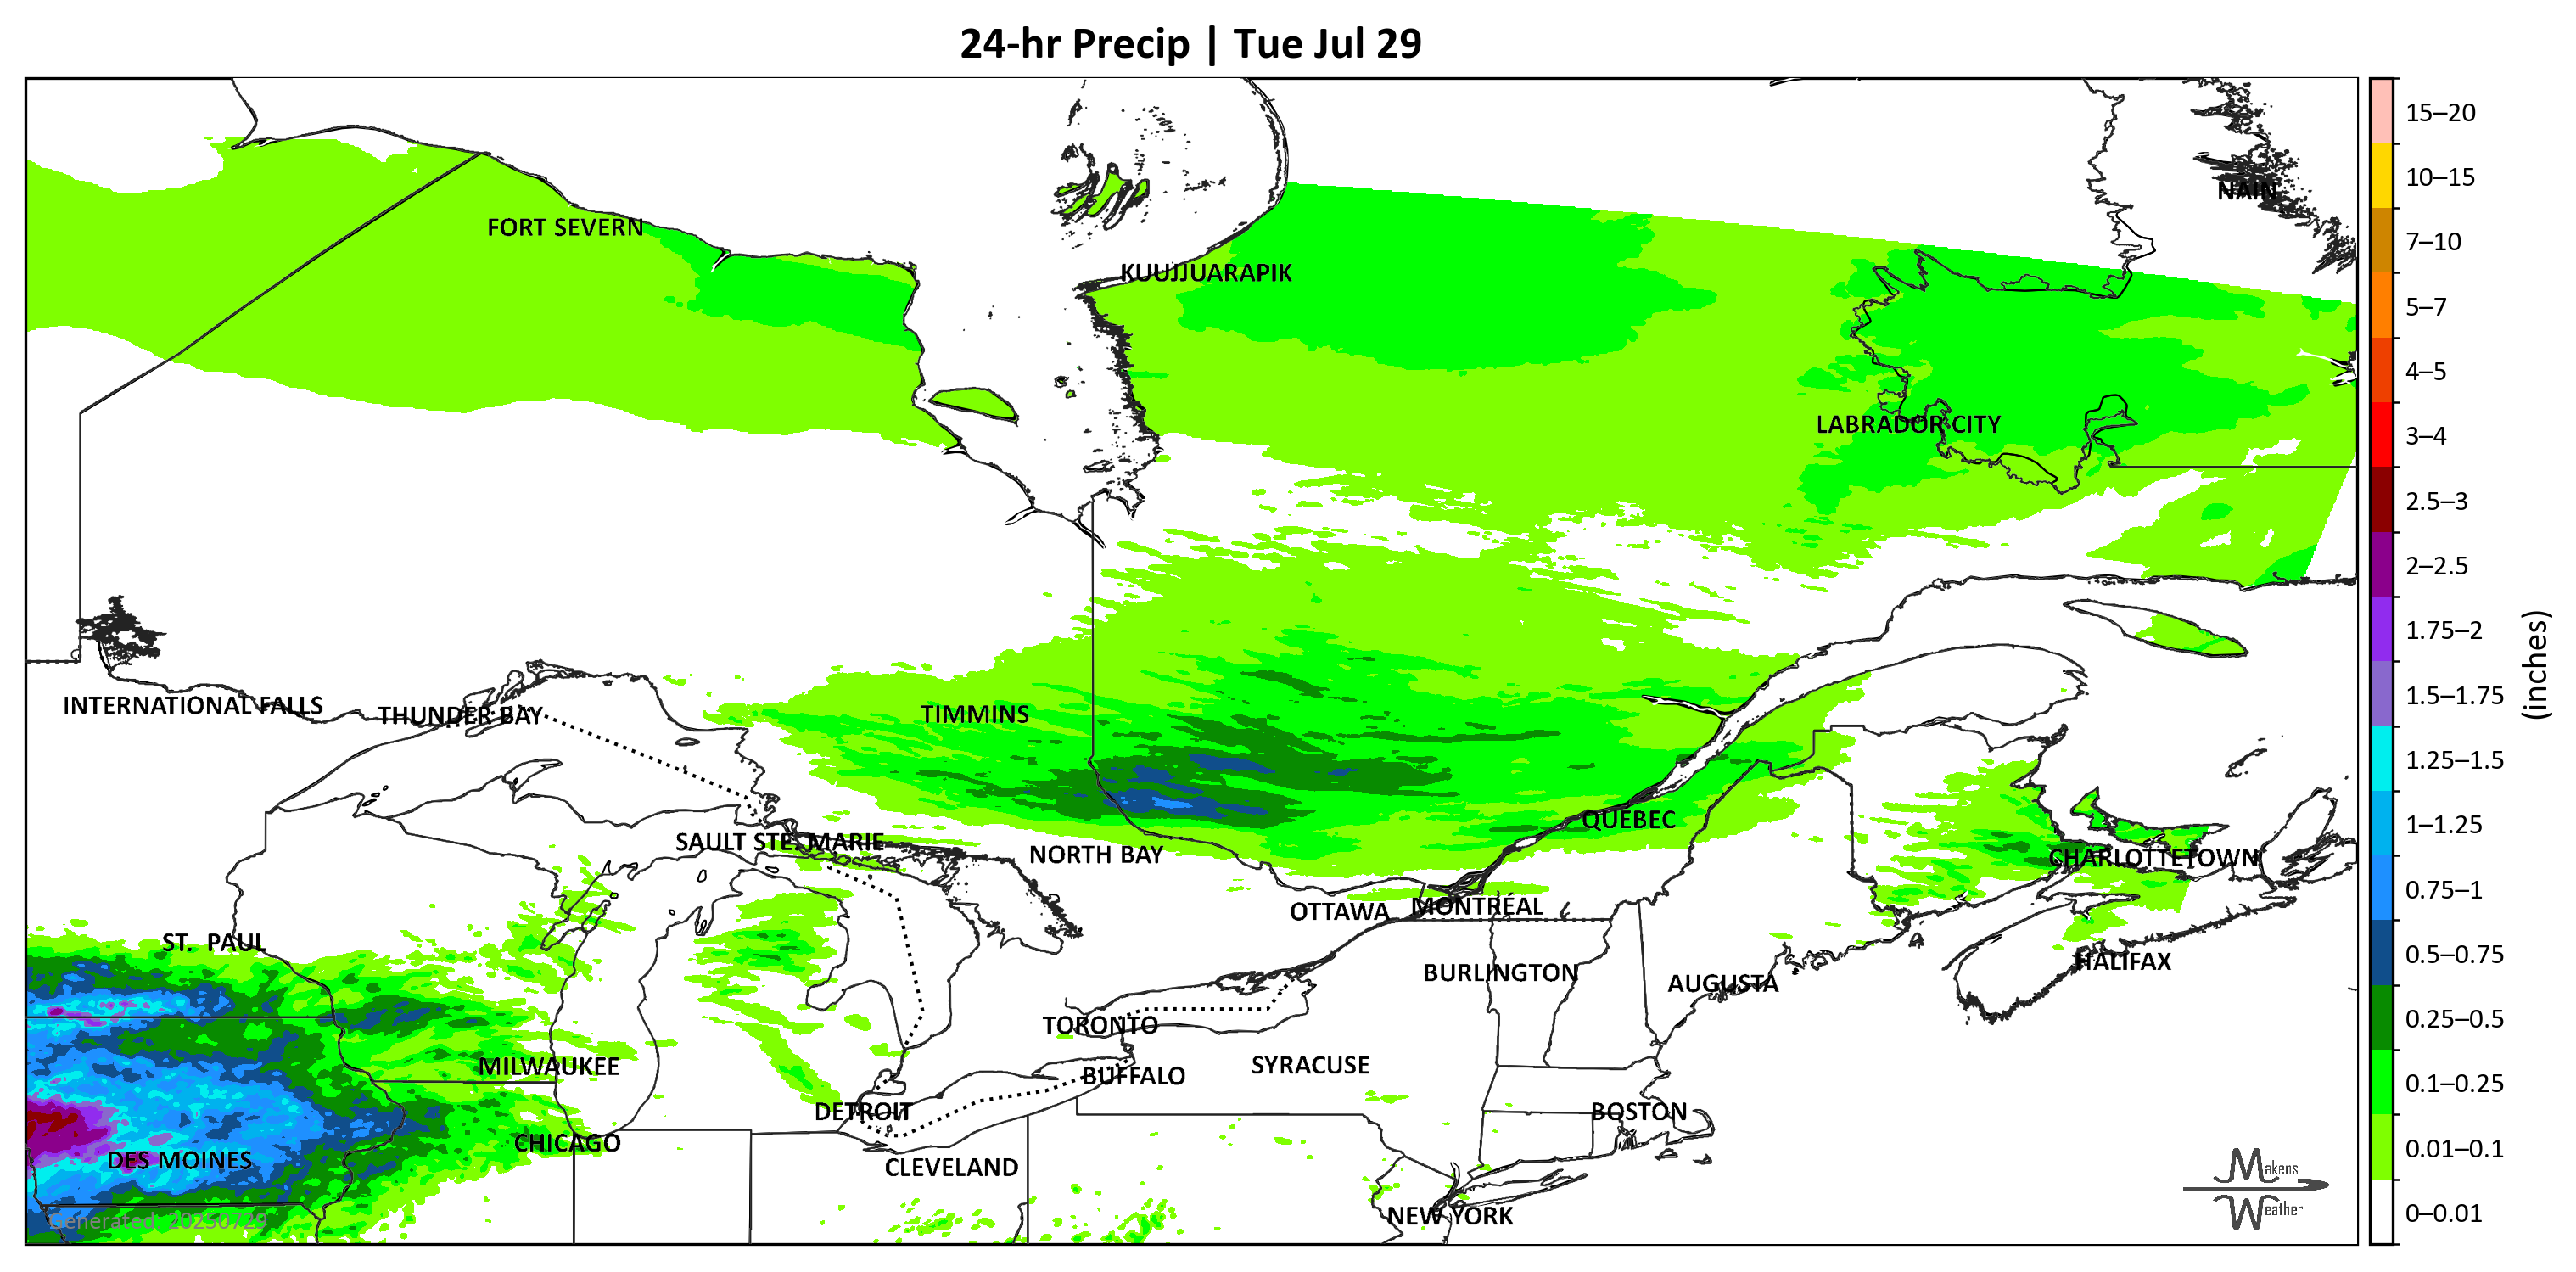 24-hr Precip | Tue Jul 29
15–20
10–15
NAIN
7–10
FORT SEVERN
KUUJJUARAPIK
5–7
4–5
LABRADOR CITY
3–4
2.5–3
2–2.5
1.75–2
(inches)
1.5–1.75
INTERNATIONAL FALLS
THUNDER BAY
TIMMINS
1.25–1.5
QUÉBEC
1–1.25
SAULT STE. MARIE
NORTH BAY
CHARLOTTETOWN
0.75–1
OTTAWA
MONTRÉAL
ST. PAUL
0.5–0.75
HALIFAX
BURLINGTON
AUGUSTA
0.25–0.5
TORONTO
MILWAUKEE
SYRACUSE
BUFFALO
0.1–0.25
DETROIT
BOSTON
CHICAGO
0.01–0.1
DES MOINES
CLEVELAND
Makens
Weather
NEW YORK
0–0.01
Generated: 20250729